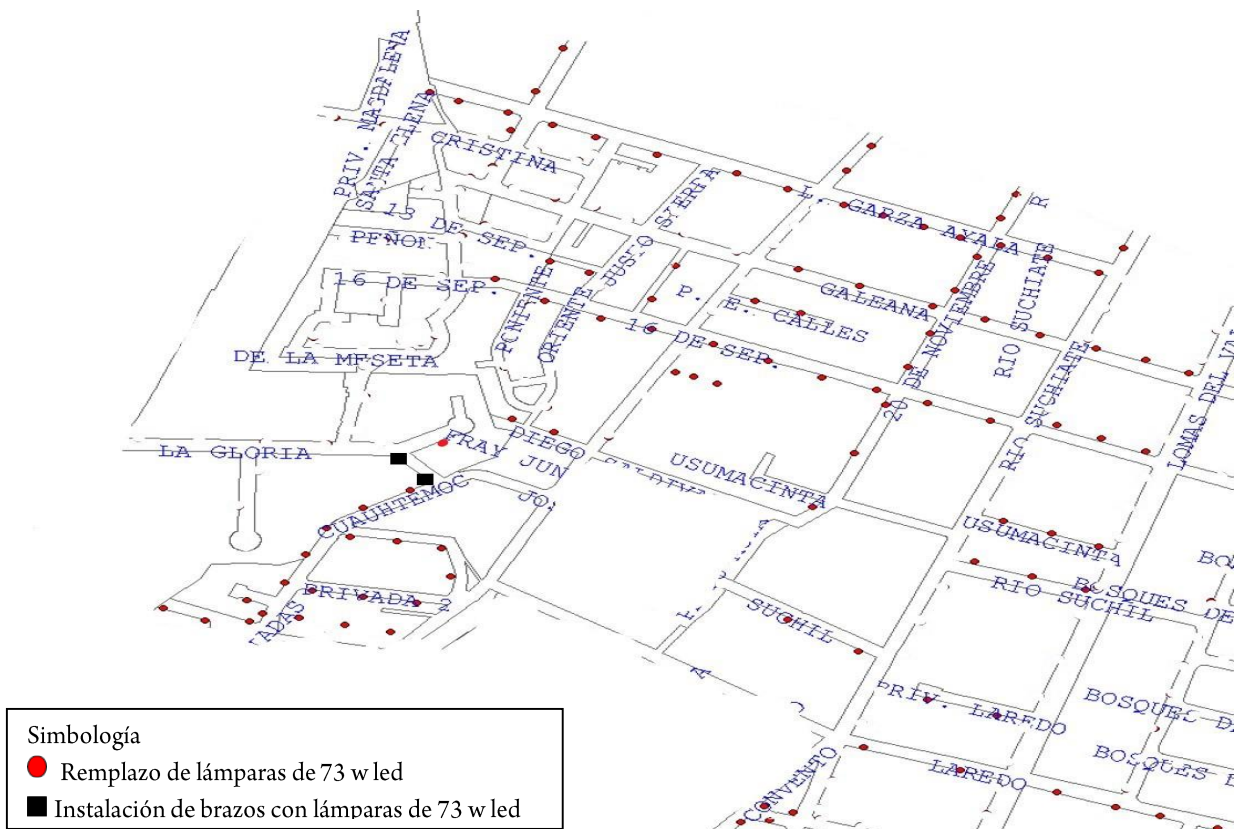 PRIV. MAGDALENA
SANTA ELENA
CRISTINA
13 DE SEP.
PEÑOL
16 DE SEP.
PONIENTE
ORIENTE
JUSTO SIERRA
L. GARZA AYALA
R
GALEANA
P. E. CALLES
16 DE SEP.
20 DE NOVIEMBRE
RIO SUCHIATE
RIO SUCHIATE
LOMAS DEL
DE LA MESETA
LA GLORIA
FRAY JUN
DIEGO
USUMACINTA
CUAUHTEMOC
USUMACINTA
BOSQUES DE
RIO SUCHIL
PRIVADA 2
SUCHIL
PRIV. LAREDO
BOSQUES
BOSQUES
LAREDO
CONVENTO
Simbología
Remplazo de lámparas de 73 w led
Instalación de brazos con lámparas de 73 w led